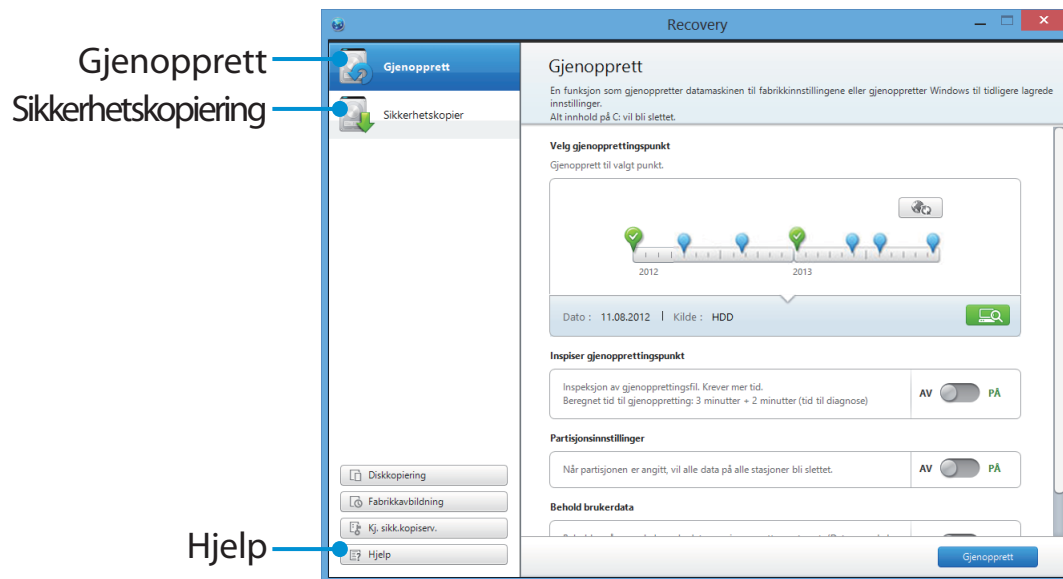 Recovery
Gjenopprett
Sikkerhetskopiering
Hjelp
Gjenopprett
Sikkerhetskopier
Diskkopiering
Fabrikkavbildning
Kj. sikk.kopiserv.
Hjelp
Gjenopprett
En funksjon som gjenoppretter datamaskinen til fabrikkinnstillingene eller gjenoppretter Windows til tidligere lagrede
innstillinger.
Alt innhold på C: vil bli slettet.
Velg gjenopprettingspunkt
Gjenopprett til valgt punkt.
2012 2013
Dato : 11.08.2012 | Kilde : HDD
Inspiser gjenopprettingspunkt
Inspeksjon av gjenopprettingsfil. Krever mer tid.
Beregnet tid til gjenoppretting: 3 minutter + 2 minutter (tid til diagnose)
AV PÅ
Partisjonsinnstillinger
Når partisjonen er angitt, vil alle data på alle stasjoner bli slettet.
AV PÅ
Behold brukerdata
Gjenopprett